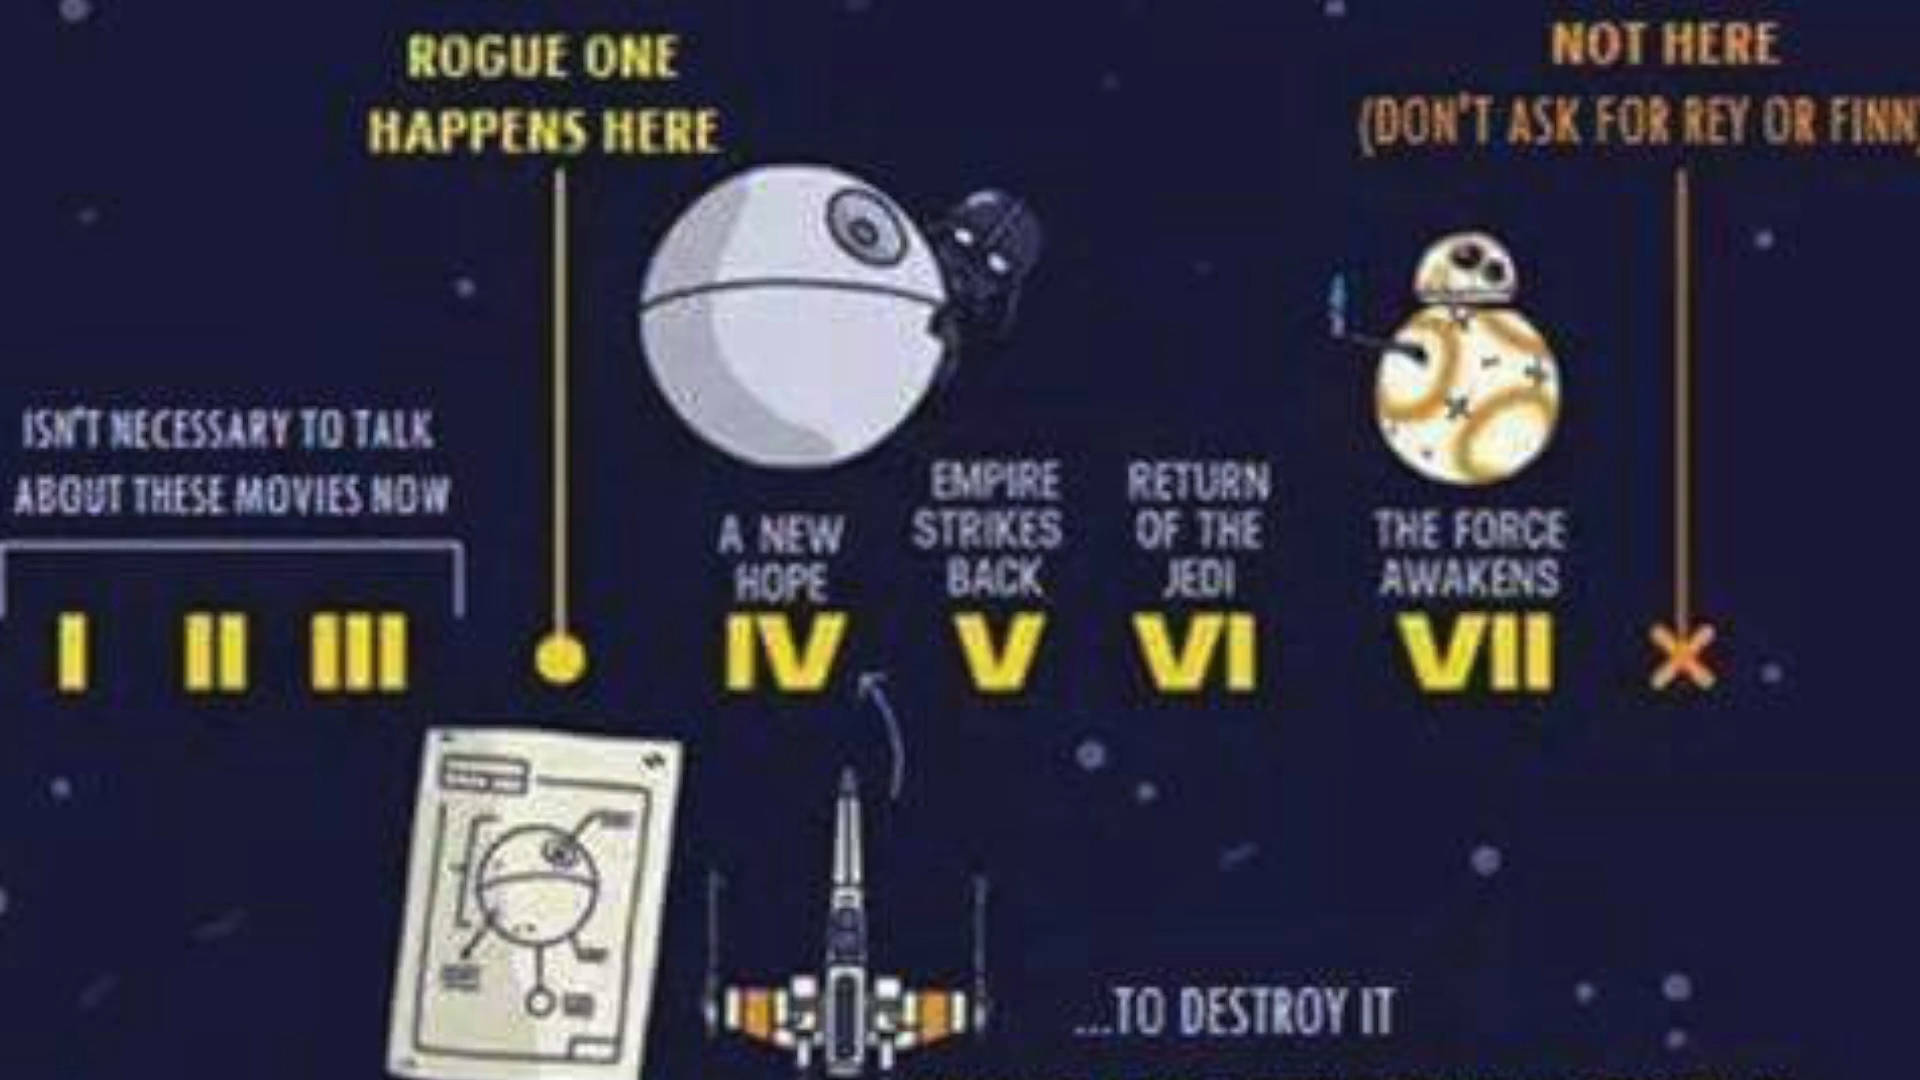 ROGUE ONE
HAPPENS HERE
NOT HERE
(DON'T ASK FOR REY OR FINN)
ISN'T NECESSARY TO TALK
ABOUT THESE MOVIES NOW
A NEW
HOPE
EMPIRE
STRIKES
BACK
RETURN
OF THE
JEDI
THE FORCE
AWAKENS
I II III IV V VI VII
...TO DESTROY IT